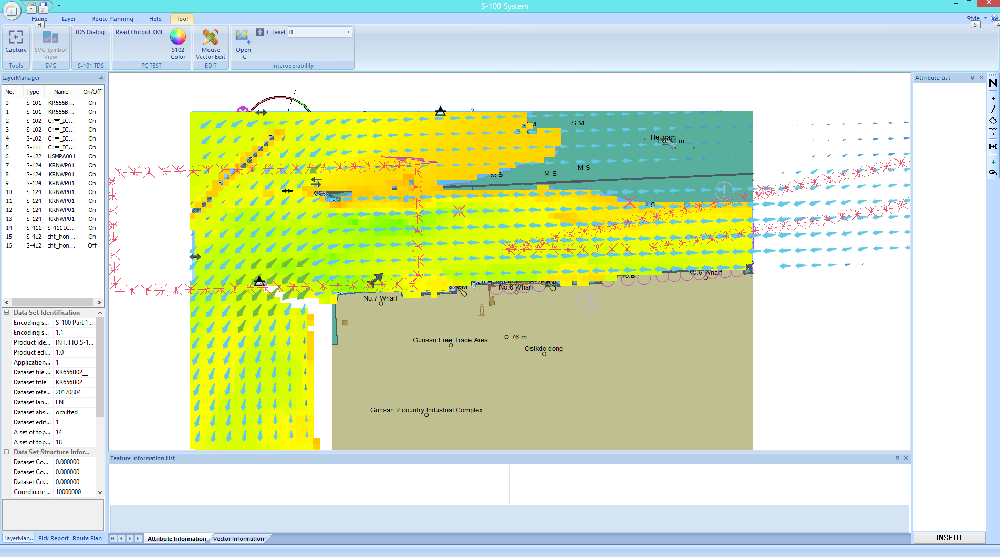 S-100 System
F
1 2
Home Layer Route Planning Help Tool
H
Style
S
A
Capture
SVG Symbol View
TDS Dialog
Read Output XML
S102 Color
Mouse Vector Edit
Open IC
IC Level 0
Tools SVG S-101 TDS PC TEST EDIT Interoperability
LayerManager
No. Type Name On/Off
0 S-101 KR656B... On
1 S-101 KR656B... On
2 S-102 C:₩_IC... On
3 S-102 C:₩_IC... On
4 S-102 C:₩_IC... On
5 S-111 C:₩_IC... On
6 S-122 USMPA001 On
7 S-124 KRNWP01 On
8 S-124 KRNWP01 On
9 S-124 KRNWP01 On
10 S-124 KRNWP01 On
11 S-124 KRNWP01 On
12 S-124 KRNWP01 On
13 S-124 KRNWP01 On
14 S-411 S-411 IC... On
15 S-412 cht_fron... On
16 S-412 cht_fron... Off
Data Set Identification
Encoding s... S-100 Part 1...
Encoding s... 1.1
Product ide... INT.IHO.S-1...
Product edi... 1.0
Application... 1
Dataset file ... KR656B02__
Dataset title KR656B02__
Dataset refe... 20170804
Dataset lan... EN
Dataset abs... omitted
Dataset edit... 1
A set of top... 14
A set of top... 18
Data Set Structure Infor...
Dataset Co... 0.000000
Dataset Co... 0.000000
Dataset Co... 0.000000
Coordinate ... 10000000
LayerMan... Pick Report Route Plan
S M
S M
Heugam
m
M S
M S
M S
M S
No.5 Wharf
No.6 Wharf
No.7 Wharf
76 m
Gunsan Free Trade Area
Osikdo-dong
Gunsan 2 country Industrial Complex
Feature Information List
Attribute Information Vector Information
Attribute List
N
INSERT